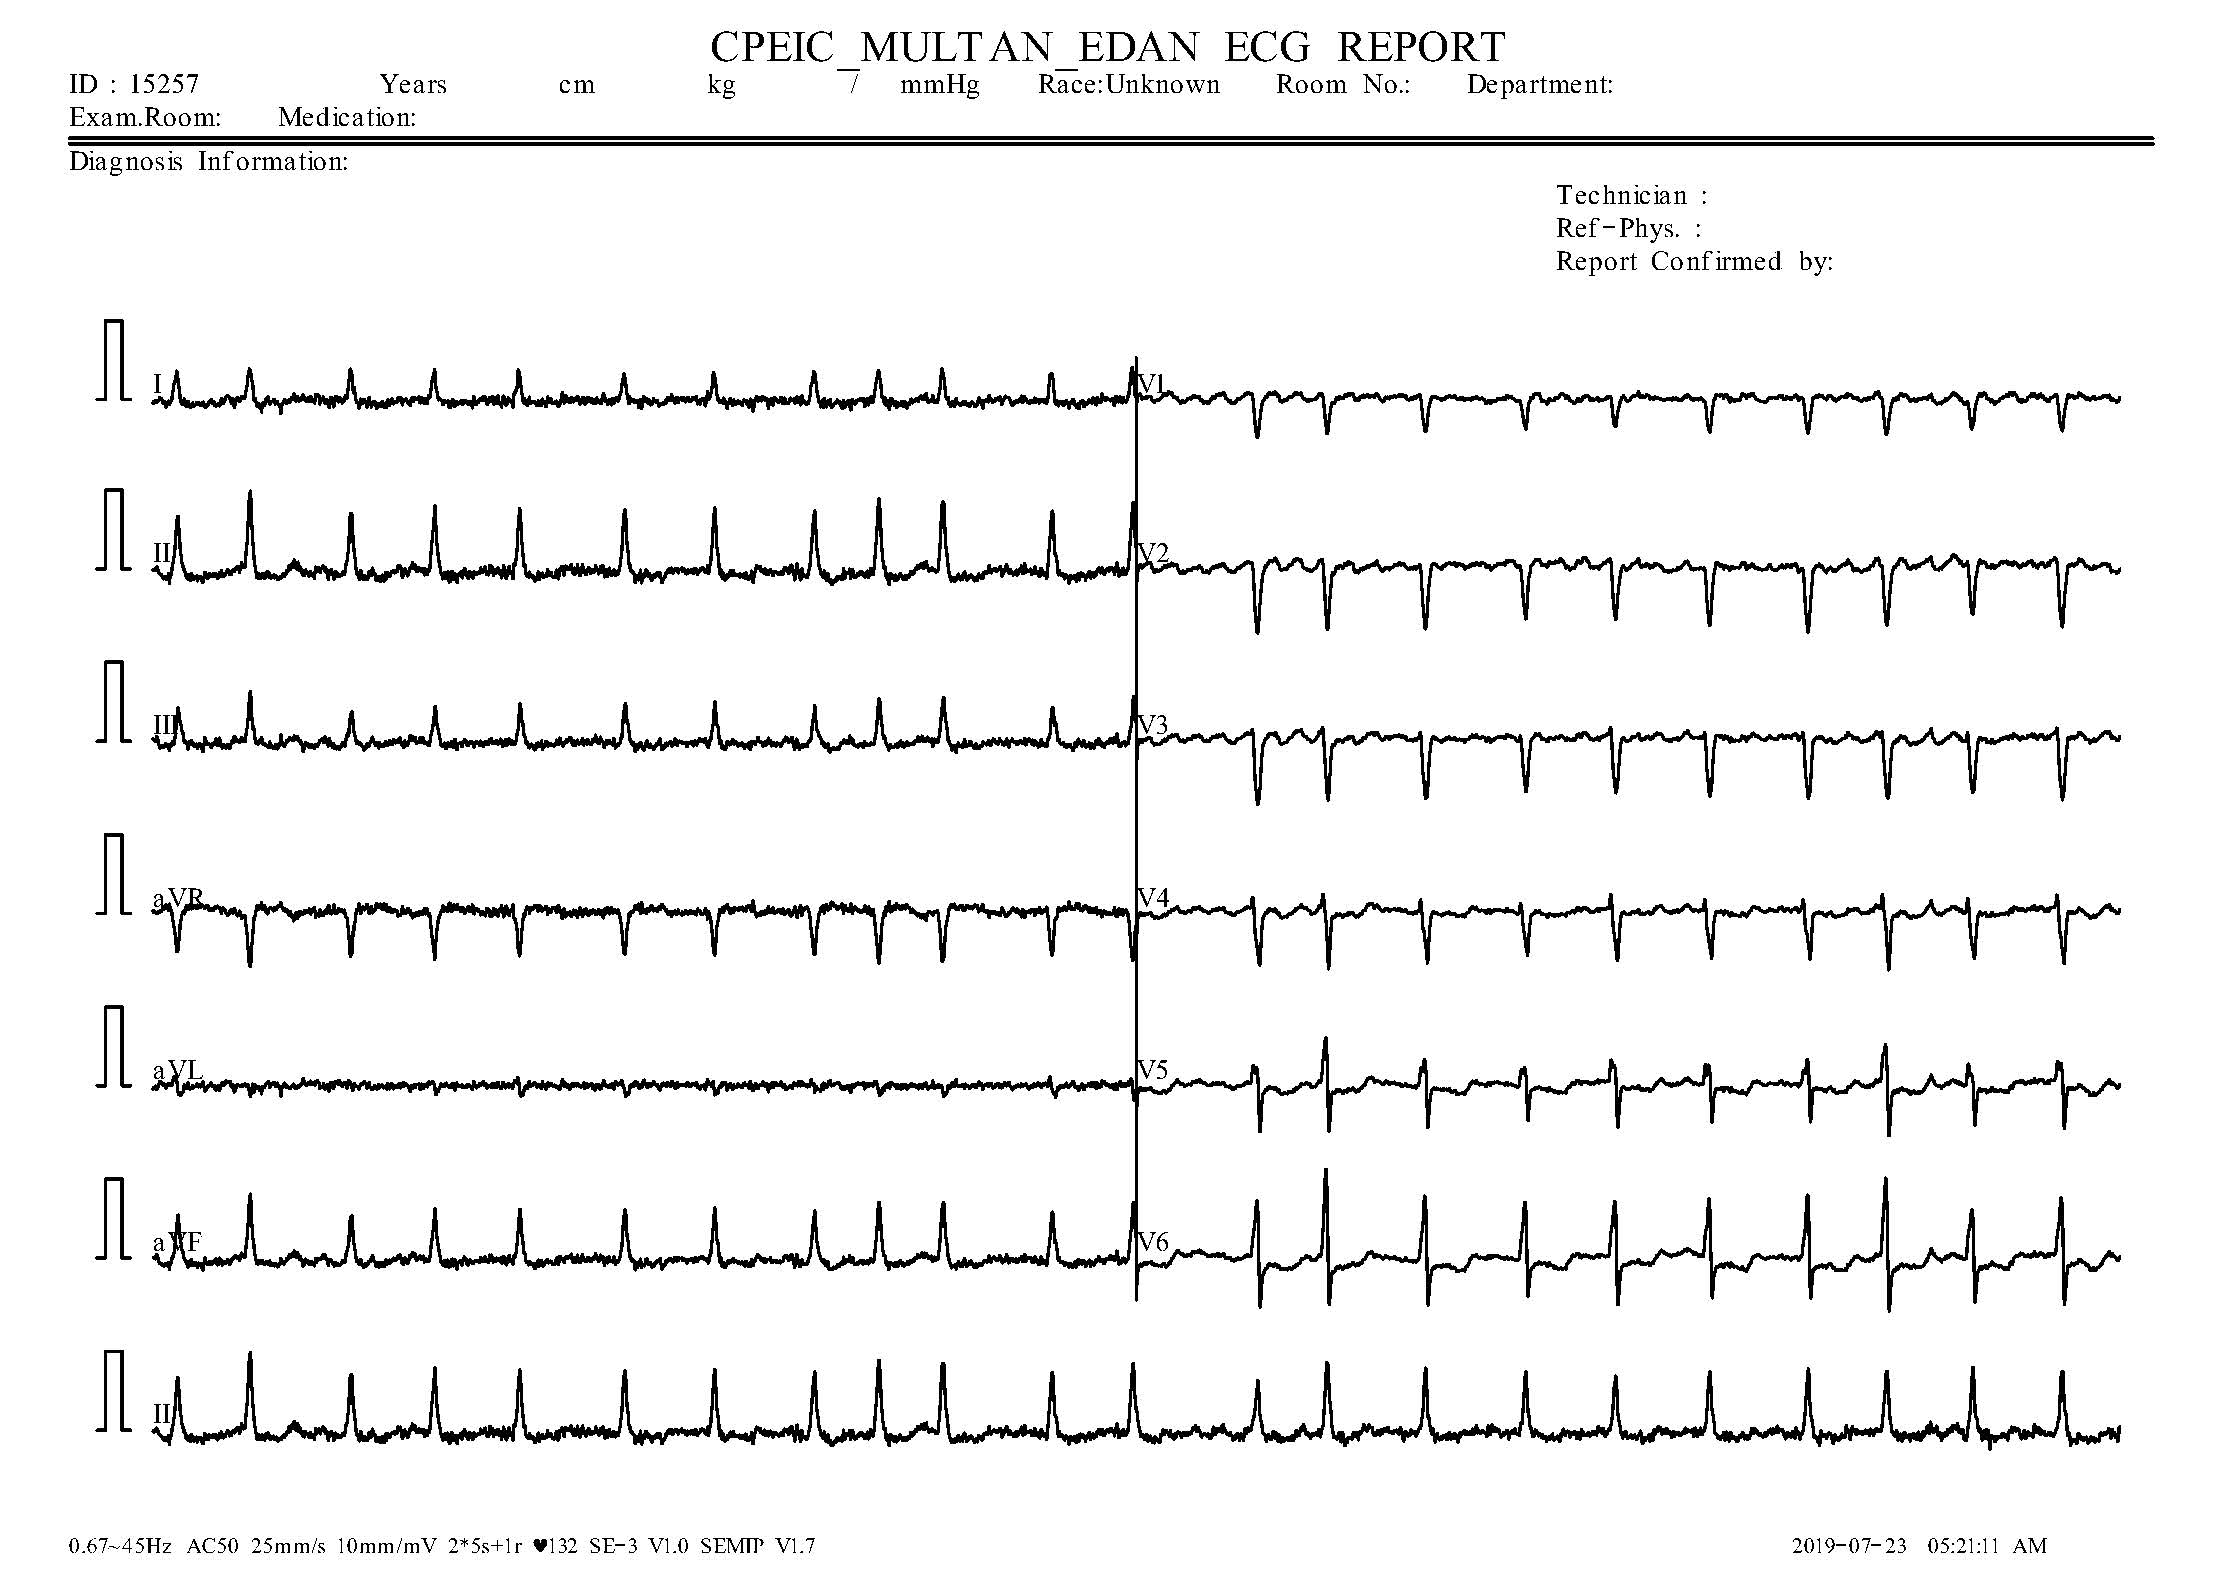 CPEIC_MULTAN_EDAN ECG REPORT
ID : 15257 Years cm kg / mmHg Race:Unknown Room No.: Department:
Exam.Room: Medication:
Diagnosis Information:
Technician :
Ref-Phys. :
Report Confirmed by:
I V1
II V2
III V3
aVR V4
aVL V5
aVF V6
II
0.67~45Hz AC50 25mm/s 10mm/mV 2*5s+1r ♥132 SE-3 V1.0 SEMIP V1.7 2019-07-23 05:21:11 AM